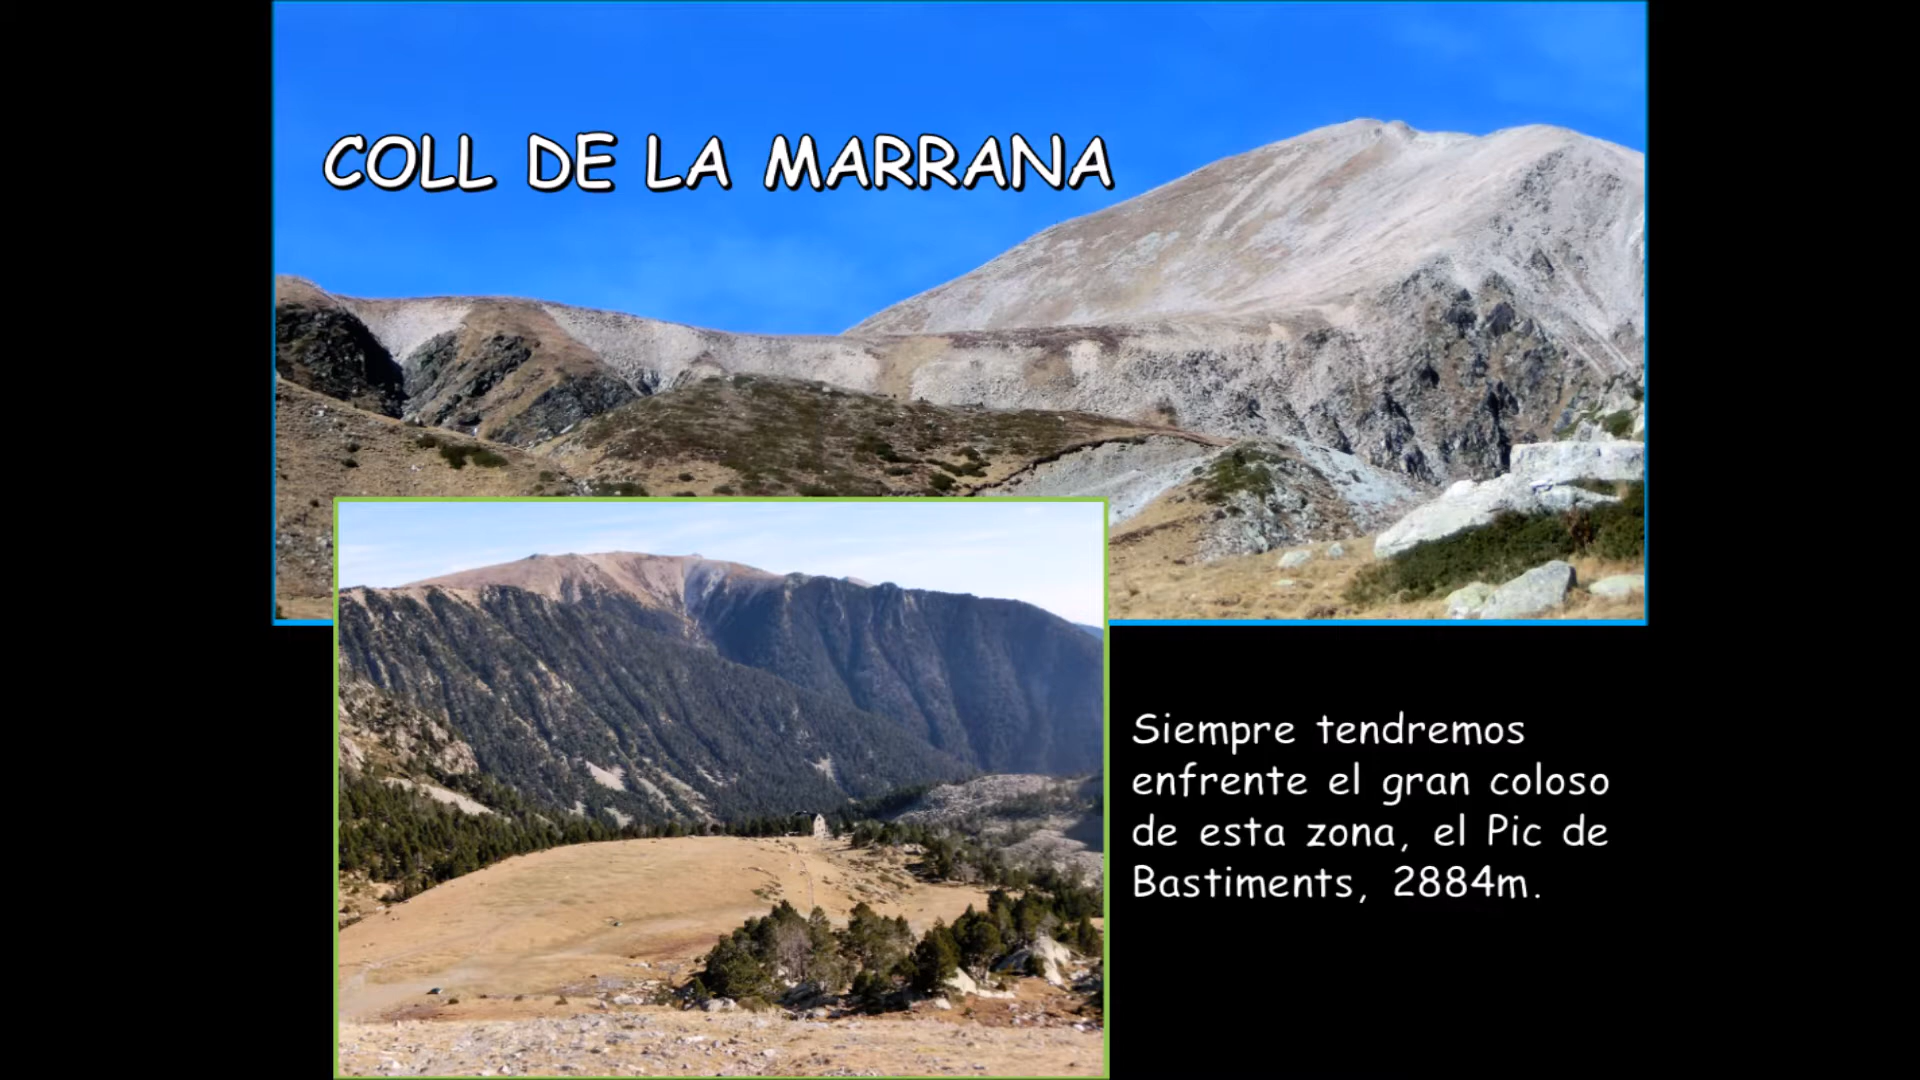 COLL DE LA MARRANA
Siempre tendremos
enfrente el gran coloso
de esta zona, el Pic de
Bastiments, 2884m.